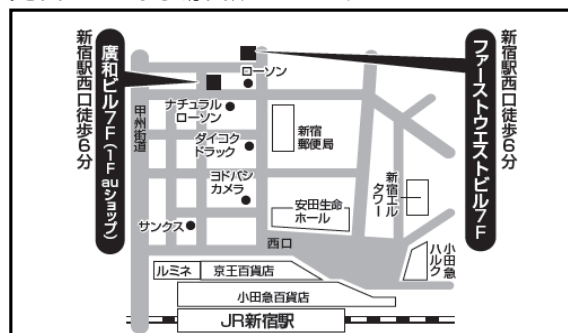 新宿駅西口徒歩6分
廣和ビル7F(1F auショップ)
甲州街道
ローソン
ナチュラル
ローソン
ダイコク
ドラック
ヨドバシ
カメラ
サンクス
新宿
郵便局
安田生命
ホール
新宿エル
タワー
西口
小田急
ハルク
ルミネ
京王百貨店
小田急百貨店
JR新宿駅
ファーストウエストビル7F
新宿駅西口徒歩6分